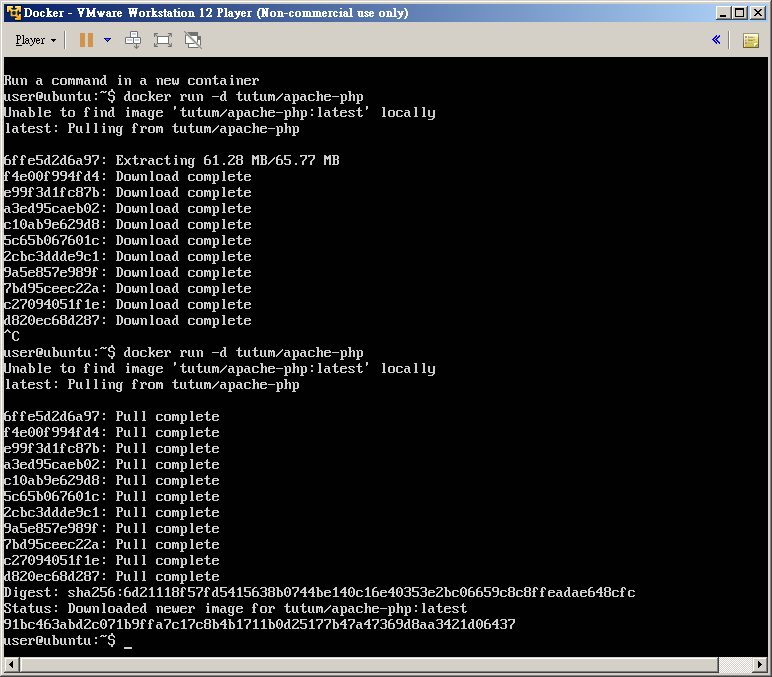 Docker - VMware Workstation 12 Player (Non-commercial use only)
Player
Run a command in a new container
user@ubuntu:~$ docker run -d tutum/apache-php
Unable to find image 'tutum/apache-php:latest' locally
latest: Pulling from tutum/apache-php
6ffe5d2d6a97: Extracting 61.28 MB/65.77 MB
f4e00f994fd4: Download complete
e99f3d1fc87b: Download complete
a3ed95caeb02: Download complete
c10ab9e629d8: Download complete
5c65b067601c: Download complete
2cbc3ddde9c1: Download complete
9a5e857e989f: Download complete
7bd95ceec22a: Download complete
c27094051f1e: Download complete
d820ec68d287: Download complete
^C
user@ubuntu:~$ docker run -d tutum/apache-php
Unable to find image 'tutum/apache-php:latest' locally
latest: Pulling from tutum/apache-php
6ffe5d2d6a97: Pull complete
f4e00f994fd4: Pull complete
e99f3d1fc87b: Pull complete
a3ed95caeb02: Pull complete
c10ab9e629d8: Pull complete
5c65b067601c: Pull complete
2cbc3ddde9c1: Pull complete
9a5e857e989f: Pull complete
7bd95ceec22a: Pull complete
c27094051f1e: Pull complete
d820ec68d287: Pull complete
Digest: sha256:6d21118f57fd5415638b0744be140c16e40353e2bc06659c8c8ffeadae648cfc
Status: Downloaded newer image for tutum/apache-php:latest
91bc463abd2c071b9ffa7c17c8b4b1711b0d25177b47a47369d8aa3421d06437
user@ubuntu:~$ _